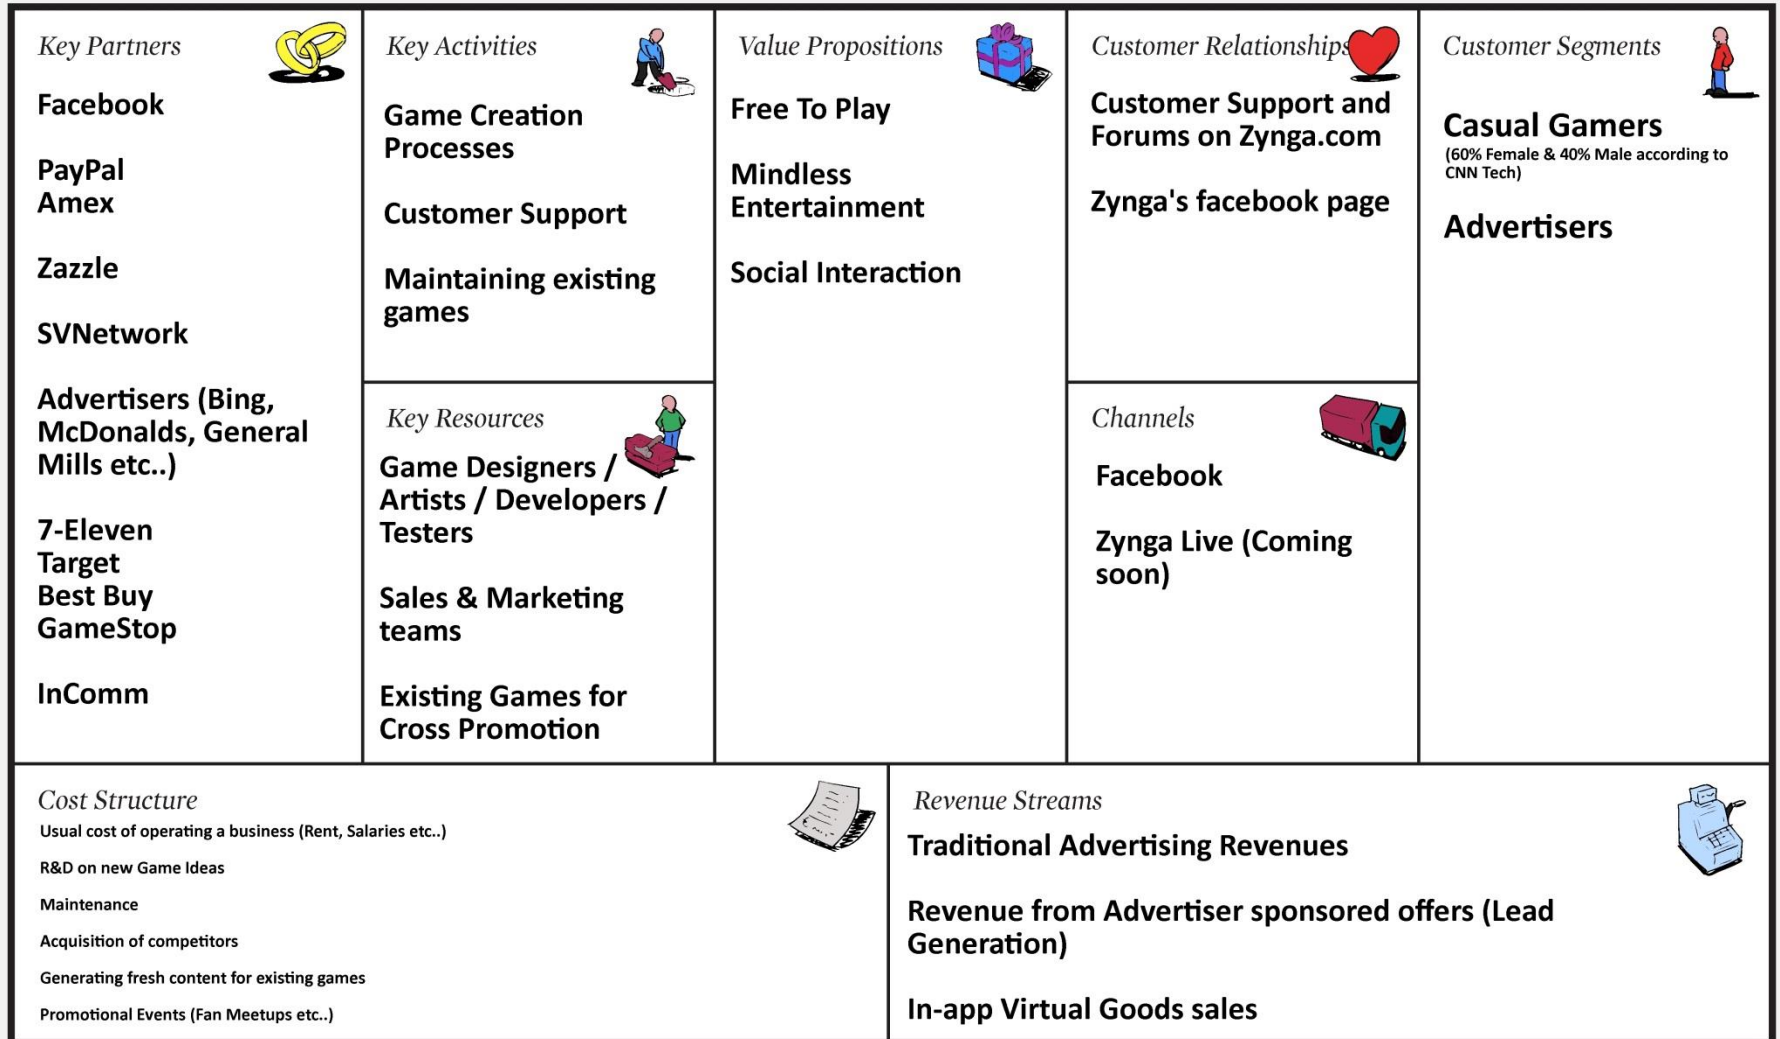 Key Partners
Facebook
PayPal
Amex
Zazzle
SVNetwork
Advertisers (Bing,
McDonalds, General
Mills etc..)
7-Eleven
Target
Best Buy
GameStop
InComm
Key Activities
Game Creation
Processes
Customer Support
Maintaining existing
games
Key Resources
Game Designers /
Artists / Developers /
Testers
Sales & Marketing
teams
Existing Games for
Cross Promotion
Value Propositions
Free To Play
Mindless
Entertainment
Social Interaction
Customer Relationships
Customer Support and
Forums on Zynga.com
Zynga's facebook page
Channels
Facebook
Zynga Live (Coming
soon)
Customer Segments
Casual Gamers
(60% Female & 40% Male according to
CNN Tech)
Advertisers
Cost Structure
Usual cost of operating a business (Rent, Salaries etc..)
R&D on new Game Ideas
Maintenance
Acquisition of competitors
Generating fresh content for existing games
Promotional Events (Fan Meetups etc..)
Revenue Streams
Traditional Advertising Revenues
Revenue from Advertiser sponsored offers (Lead
Generation)
In-app Virtual Goods sales